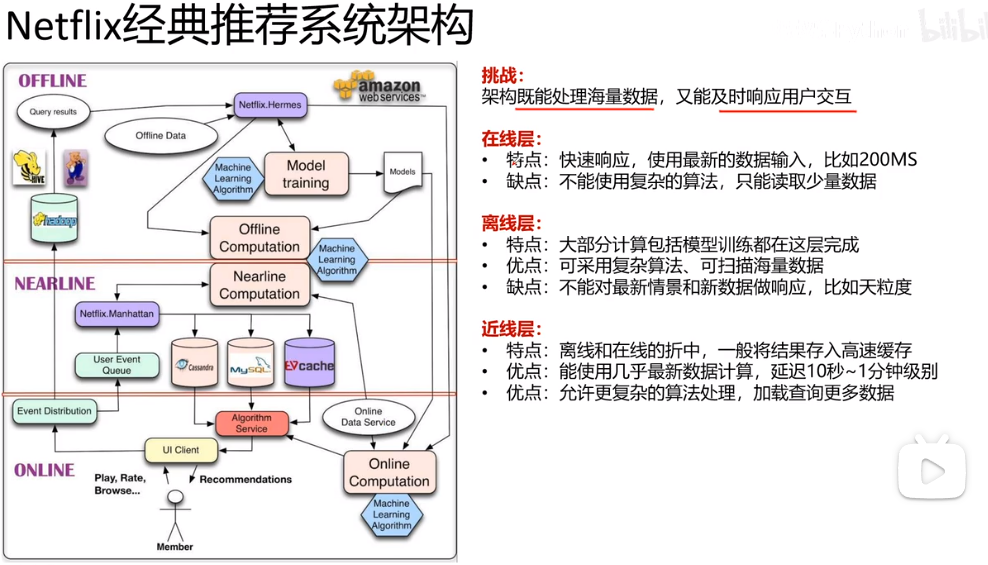 Netflix经典推荐系统架构
bilibili
OFFLINE
amazon
web services™
Query results
Netflix.Hermes
Offline Data
HIVE
Machine
Learning
Algorithm
Model
training
Models
hadoop
Offline
Computation
Machine
Learning
Algorithm
NEARLINE
Nearline
Computation
Netflix.Manhattan
User Event
Queue
Cassandra
MySQL
EVcache
Event Distribution
Algorithm
Service
Online
Data Service
UI Client
ONLINE
Play, Rate,
Browse...
Recommendations
Online
Computation
Machine
Learning
Algorithm
Member
挑战：
架构既能处理海量数据，又能及时响应用户交互
在线层：
• 特点：快速响应，使用最新的数据输入，比如200MS
• 缺点：不能使用复杂的算法，只能读取少量数据
离线层：
• 特点：大部分计算包括模型训练都在这层完成
• 优点：可采用复杂算法、可扫描海量数据
• 缺点：不能对最新情景和新数据做响应，比如天粒度
近线层：
• 特点：离线和在线的折中，一般将结果存入高速缓存
• 优点：能使用几乎最新数据计算，延迟10秒~1分钟级别
• 优点：允许更复杂的算法处理，加载查询更多数据